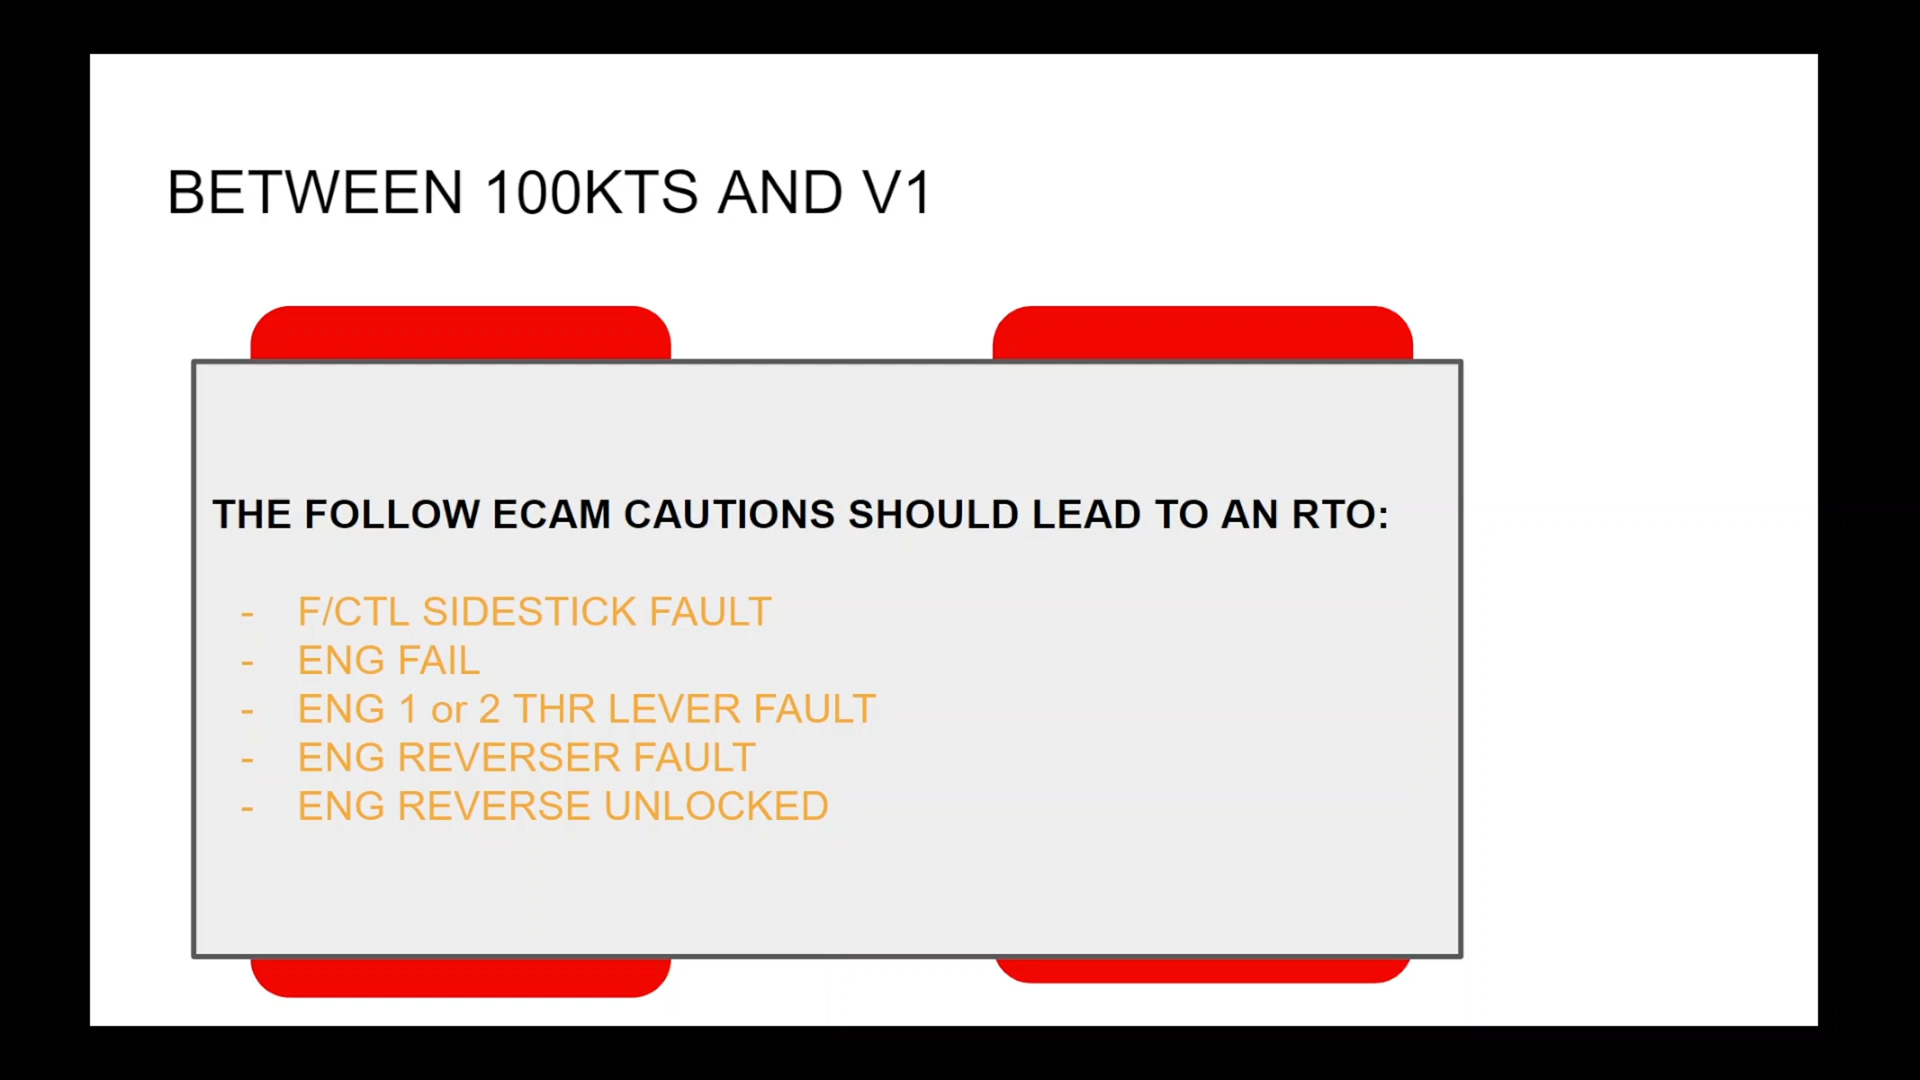 BETWEEN 100KTS AND V1
THE FOLLOW ECAM CAUTIONS SHOULD LEAD TO AN RTO:
- F/CTL SIDESTICK FAULT
- ENG FAIL
- ENG 1 or 2 THR LEVER FAULT
- ENG REVERSER FAULT
- ENG REVERSE UNLOCKED